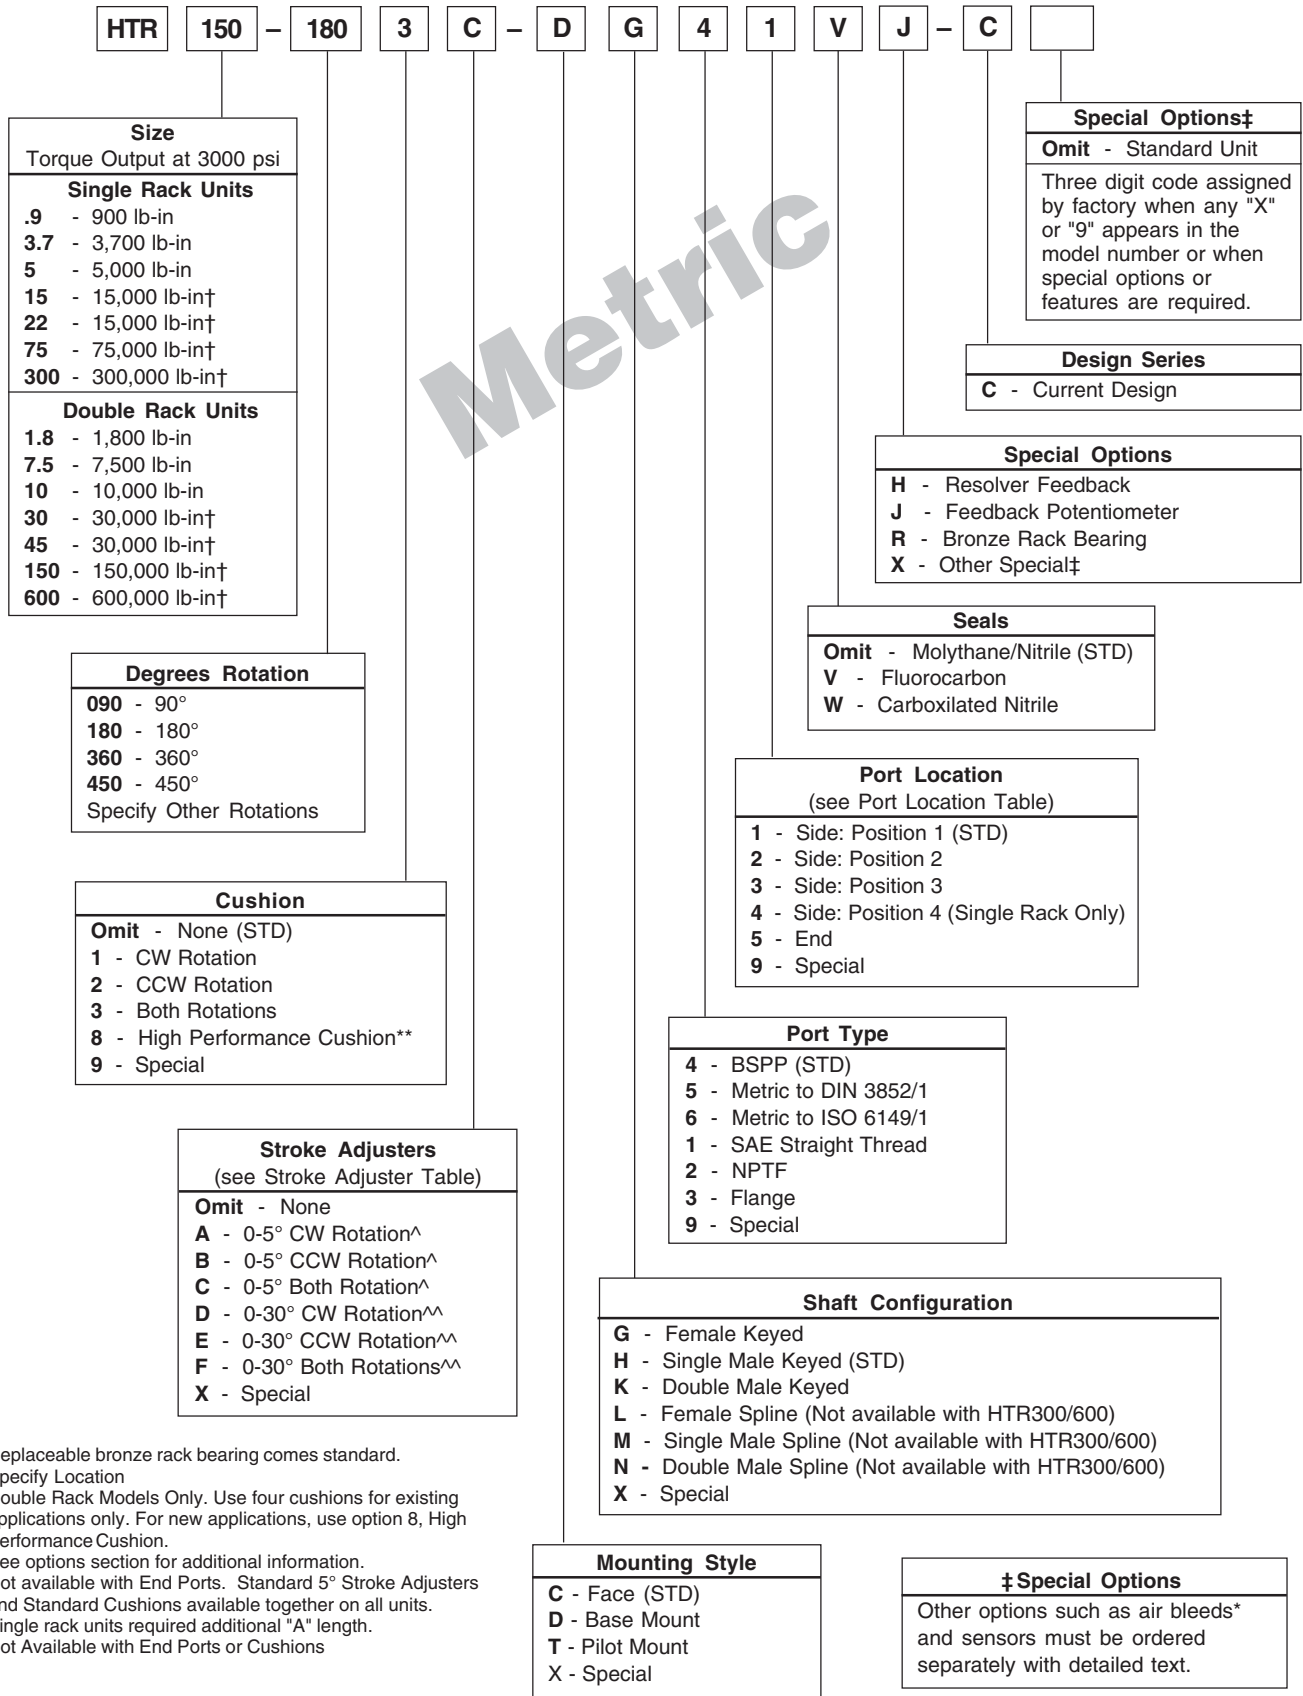 HTR 150 – 180 3 C – D G 4 1 V J – C
Size
Torque Output at 3000 psi
Single Rack Units
.9 - 900 lb-in
3.7 - 3,700 lb-in
5 - 5,000 lb-in
15 - 15,000 lb-in†
22 - 15,000 lb-in†
75 - 75,000 lb-in†
300 - 300,000 lb-in†
Double Rack Units
1.8 - 1,800 lb-in
7.5 - 7,500 lb-in
10 - 10,000 lb-in
30 - 30,000 lb-in†
45 - 30,000 lb-in†
150 - 150,000 lb-in†
600 - 600,000 lb-in†
Metric
Special Options‡
Omit - Standard Unit
Three digit code assigned
by factory when any "X"
or "9" appears in the
model number or when
special options or
features are required.
Design Series
C - Current Design
Special Options
H - Resolver Feedback
J - Feedback Potentiometer
R - Bronze Rack Bearing
X - Other Special‡
Seals
Omit - Molythane/Nitrile (STD)
V - Fluorocarbon
W - Carboxilated Nitrile
Degrees Rotation
090 - 90°
180 - 180°
360 - 360°
450 - 450°
Specify Other Rotations
Port Location
(see Port Location Table)
1 - Side: Position 1 (STD)
2 - Side: Position 2
3 - Side: Position 3
4 - Side: Position 4 (Single Rack Only)
5 - End
9 - Special
Cushion
Omit - None (STD)
1 - CW Rotation
2 - CCW Rotation
3 - Both Rotations
8 - High Performance Cushion**
9 - Special
Port Type
4 - BSPP (STD)
5 - Metric to DIN 3852/1
6 - Metric to ISO 6149/1
1 - SAE Straight Thread
2 - NPTF
3 - Flange
9 - Special
Stroke Adjusters
(see Stroke Adjuster Table)
Omit - None
A - 0-5° CW Rotation^
B - 0-5° CCW Rotation^
C - 0-5° Both Rotation^
D - 0-30° CW Rotation^^
E - 0-30° CCW Rotation^^
F - 0-30° Both Rotations^^
X - Special
Shaft Configuration
G - Female Keyed
H - Single Male Keyed (STD)
K - Double Male Keyed
L - Female Spline (Not available with HTR300/600)
M - Single Male Spline (Not available with HTR300/600)
N - Double Male Spline (Not available with HTR300/600)
X - Special
eplaceable bronze rack bearing comes standard.
pecify Location
ouble Rack Models Only. Use four cushions for existing
pplications only. For new applications, use option 8, High
erformance Cushion.
ee options section for additional information.
ot available with End Ports. Standard 5° Stroke Adjusters
nd Standard Cushions available together on all units.
ingle rack units required additional "A" length.
ot Available with End Ports or Cushions
Mounting Style
C - Face (STD)
D - Base Mount
T - Pilot Mount
X - Special
‡Special Options
Other options such as air bleeds*
and sensors must be ordered
separately with detailed text.